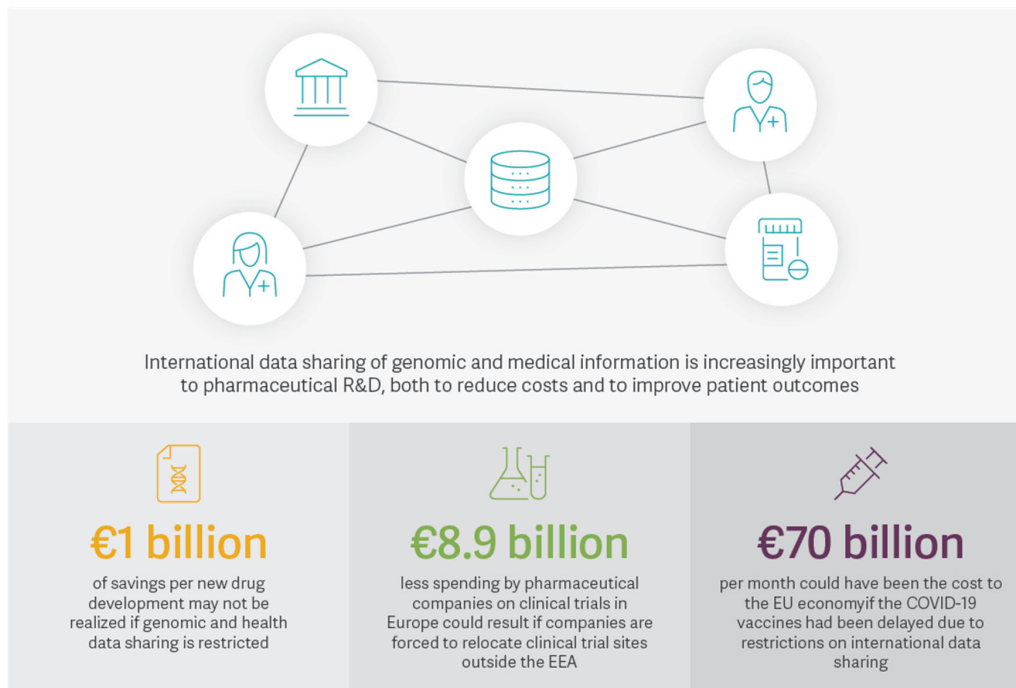 International data sharing of genomic and medical information is increasingly important
to pharmaceutical R&D, both to reduce costs and to improve patient outcomes
€1 billion
of savings per new drug
development may not be
realized if genomic and health
data sharing is restricted
€8.9 billion
less spending by pharmaceutical
companies on clinical trials in
Europe could result if companies are
forced to relocate clinical trial sites
outside the EEA
€70 billion
per month could have been the cost to
the EU economyif the COVID-19
vaccines had been delayed due to
restrictions on international data
sharing